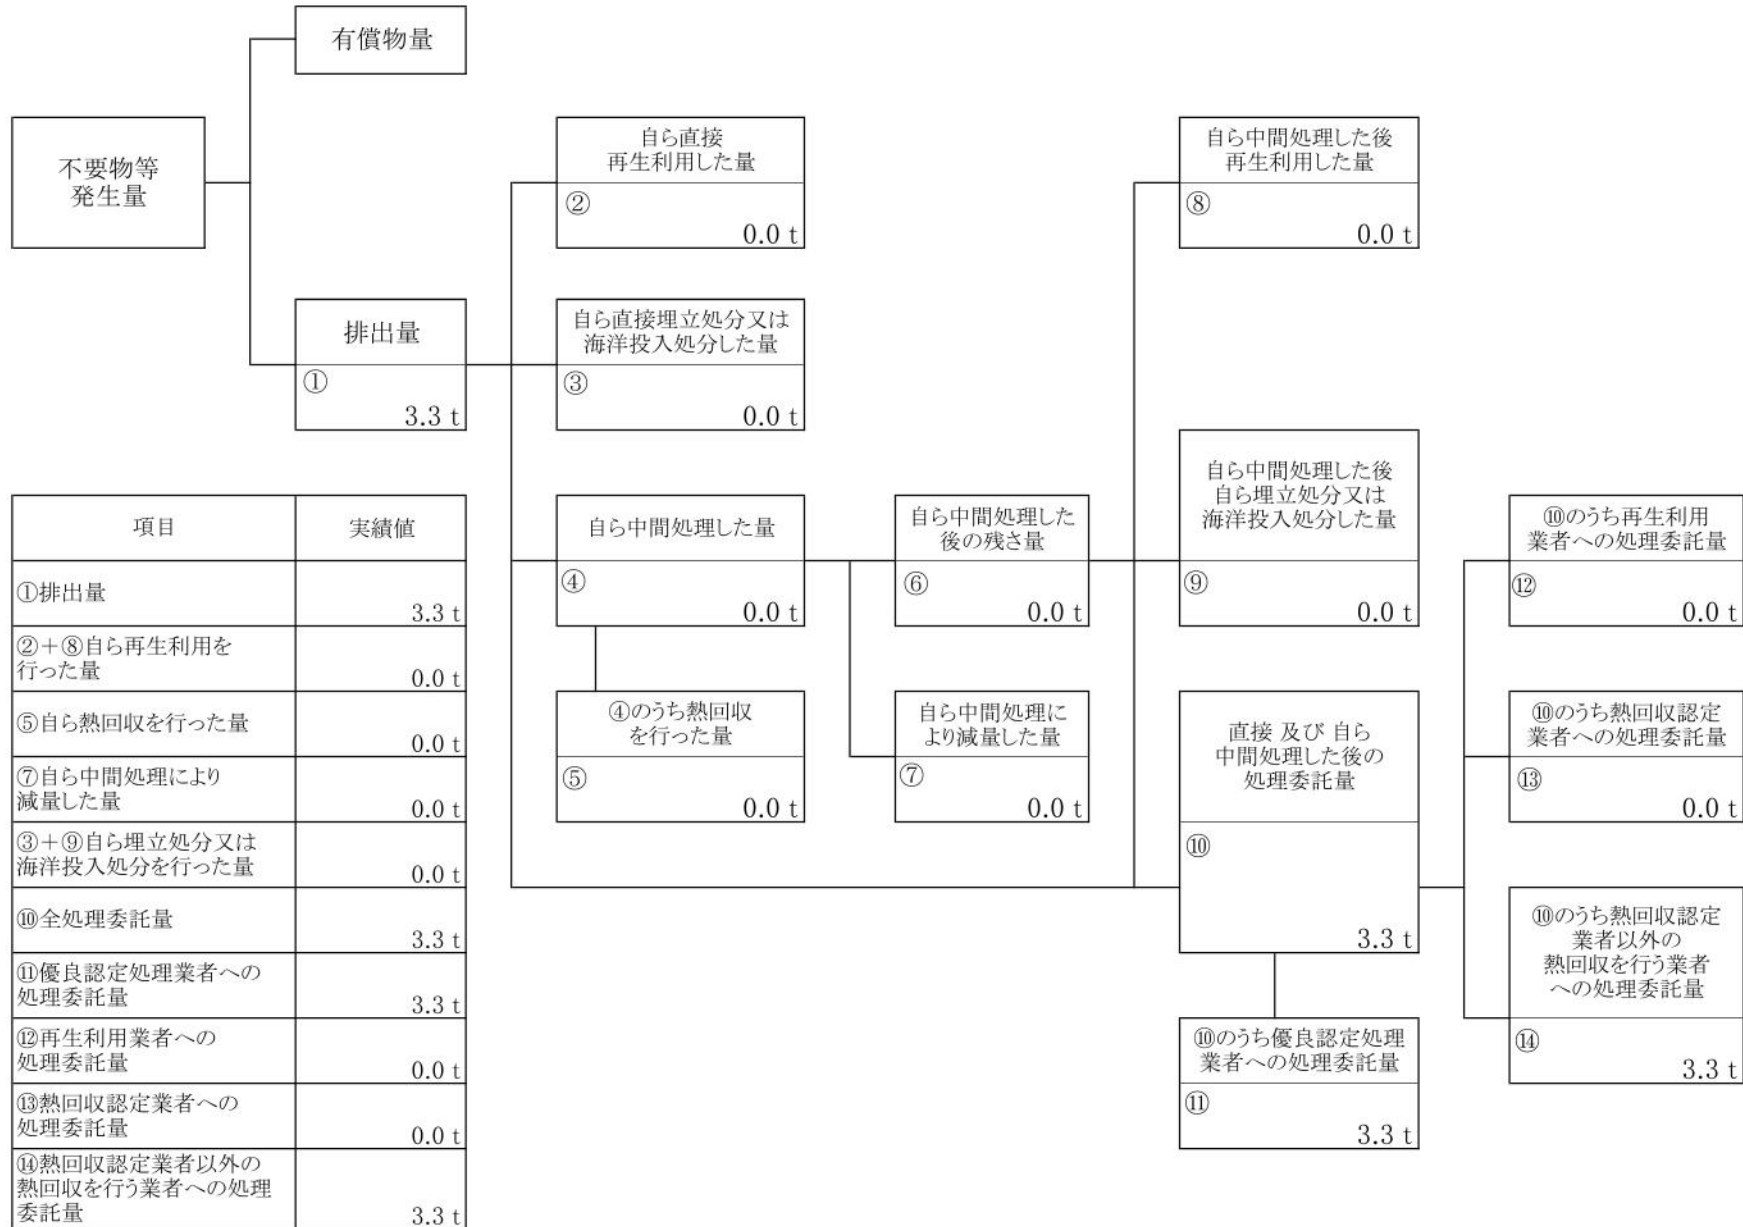 有償物量
不要物等
発生量
自ら直接
再生利用した量
②
0.0 t
自ら中間処理した後
再生利用した量
⑧
0.0 t
排出量
①
3.3 t
自ら直接埋立処分又は
海洋投入処分した量
③
0.0 t
自ら中間処理した量
④
0.0 t
自ら中間処理した
後の残さ量
⑥
0.0 t
自ら中間処理した後
自ら埋立処分又は
海洋投入処分した量
⑨
0.0 t
⑩のうち再生利用
業者への処理委託量
⑫
0.0 t
④のうち熱回収
を行った量
⑤
0.0 t
自ら中間処理に
より減量した量
⑦
0.0 t
直接 及び 自ら
中間処理した後の
処理委託量
⑩
3.3 t
⑩のうち熱回収認定
業者への処理委託量
⑬
0.0 t
⑩のうち熱回収認定
業者以外の
熱回収を行う業者
への処理委託量
⑭
3.3 t
⑩のうち優良認定処理
業者への処理委託量
⑪
3.3 t
項目 実績値
①排出量
3.3 t
②＋⑧自ら再生利用を
行った量
0.0 t
⑤自ら熱回収を行った量
0.0 t
⑦自ら中間処理により
減量した量
0.0 t
③＋⑨自ら埋立処分又は
海洋投入処分を行った量
0.0 t
⑩全処理委託量
3.3 t
⑪優良認定処理業者への
処理委託量
3.3 t
⑫再生利用業者への
処理委託量
0.0 t
⑬熱回収認定業者への
処理委託量
0.0 t
⑭熱回収認定業者以外の
熱回収を行う業者への処理
委託量
3.3 t